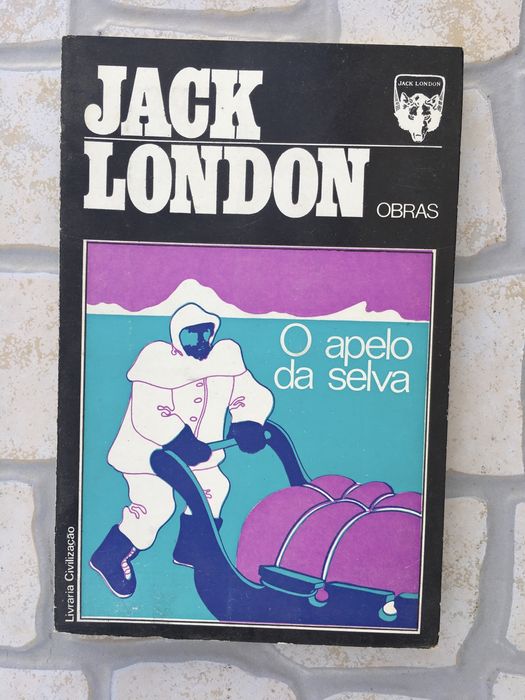 JACK
LONDON
JACK LONDON
OBRAS
O apelo
da selva
Livraria Civilização